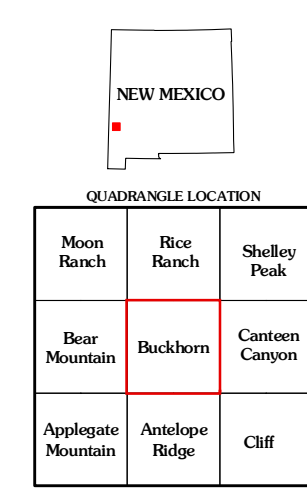 NEW MEXICO
QUADRANGLE LOCATION
Moon
Ranch
Rice
Ranch
Shelley
Peak
Bear
Mountain
Buckhorn
Canteen
Canyon
Applegate
Mountain
Antelope
Ridge
Cliff